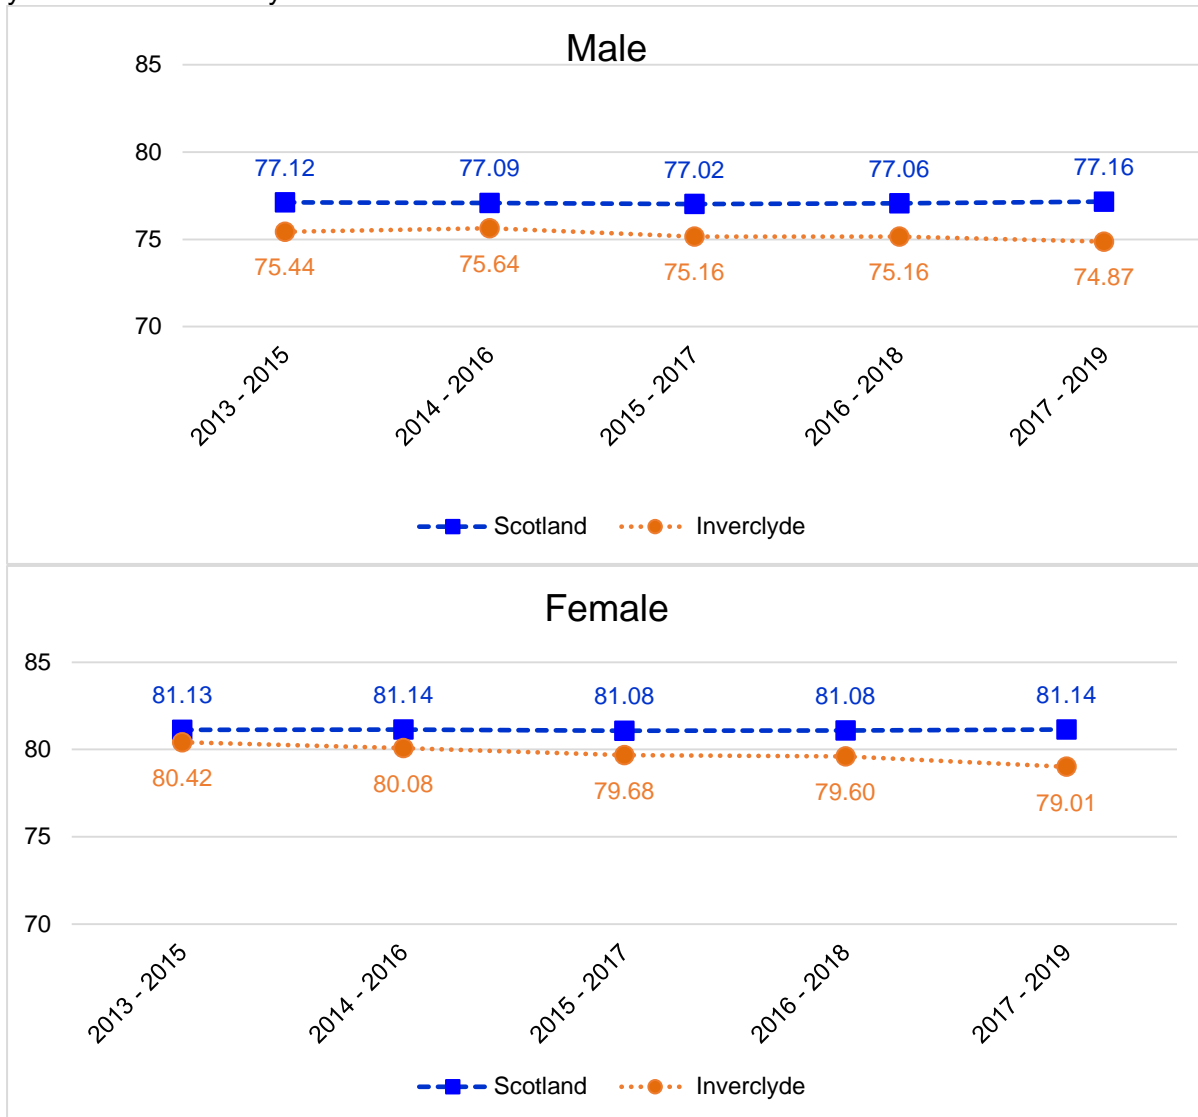 Male
85
80
75
70
77.12 77.09 77.02 77.06 77.16
75.44 75.64 75.16 75.16 74.87
2013 - 2015 2014 - 2016 2015 - 2017 2016 - 2018 2017 - 2019
Scotland Inverclyde
Female
85
80
75
70
81.13 81.14 81.08 81.08 81.14
80.42 80.08 79.68 79.60 79.01
2013 - 2015 2014 - 2016 2015 - 2017 2016 - 2018 2017 - 2019
Scotland Inverclyde